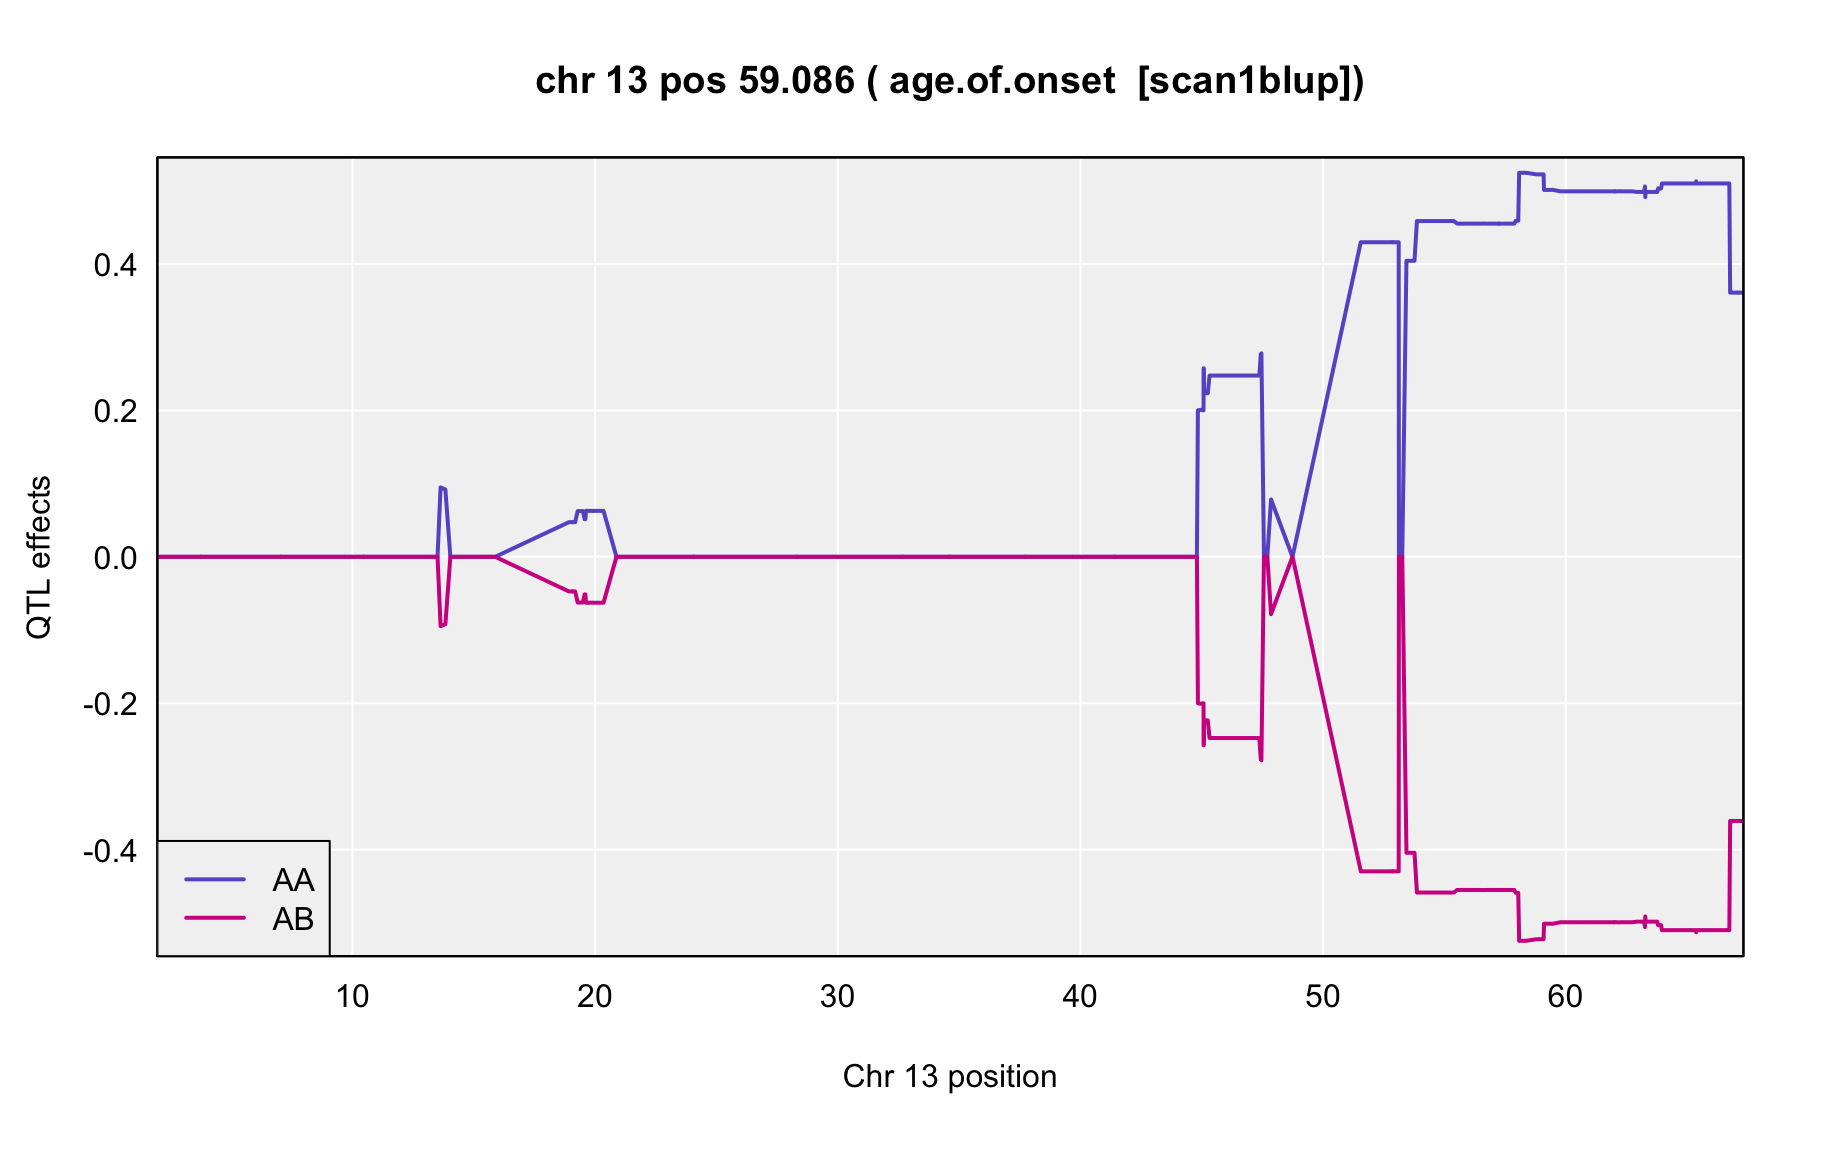 chr 13 pos 59.086 ( age.of.onset  [scan1blup])
QTL effects
0.4
0.2
0.0
-0.2
-0.4
AA
AB
10 20 30 40 50 60
Chr 13 position